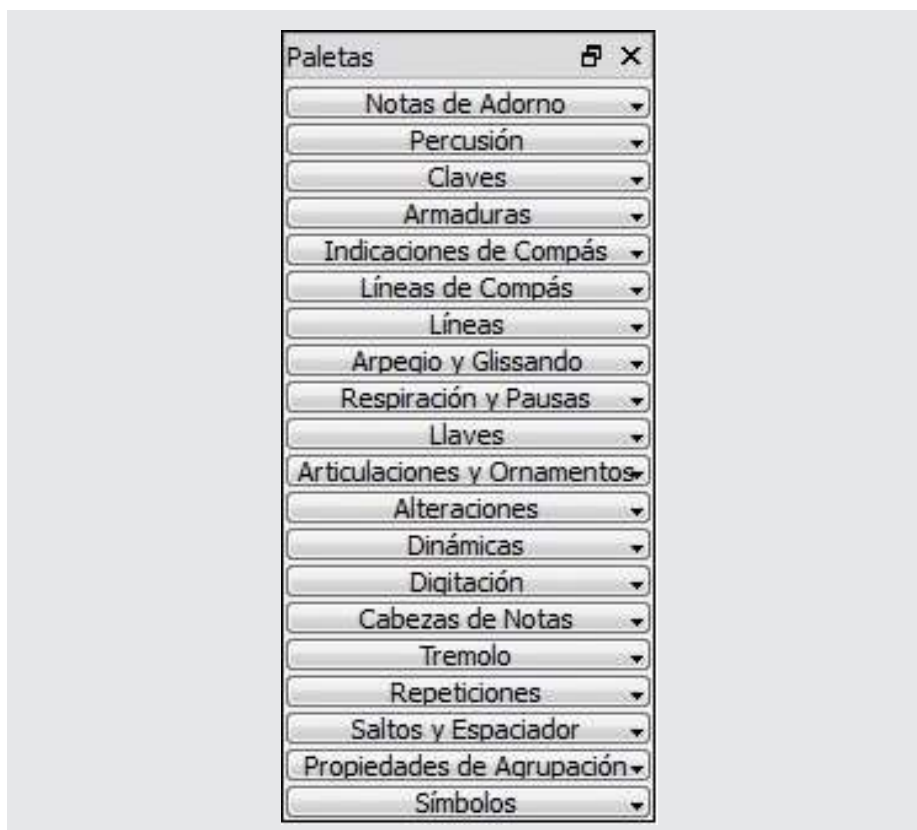 Paletas
Notas de Adorno
Percusión
Claves
Armaduras
Indicaciones de Compás
Líneas de Compás
Líneas
Arpegio y Glissando
Respiración y Pausas
Llaves
Articulaciones y Ornamentos
Alteraciones
Dinámicas
Digitación
Cabezas de Notas
Tremolo
Repeticiones
Saltos y Espaciador
Propiedades de Agrupación
Símbolos